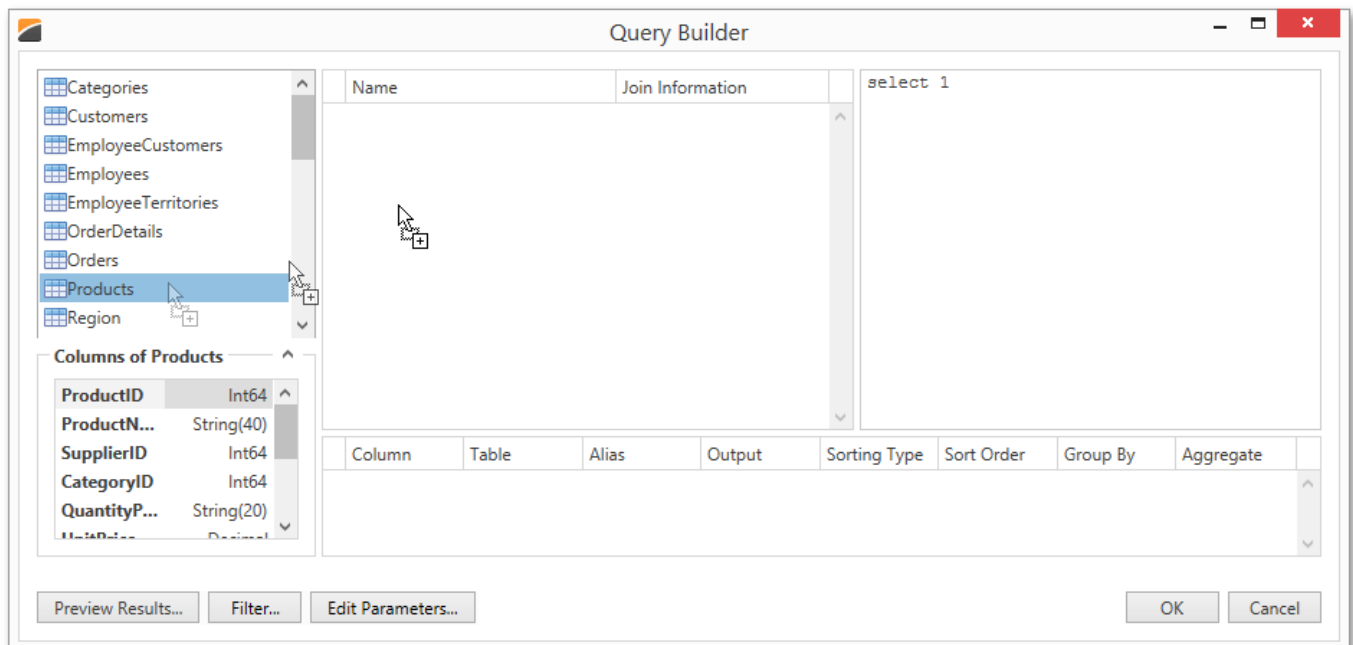 Query Builder
Categories
Customers
EmployeeCustomers
Employees
EmployeeTerritories
OrderDetails
Orders
Products
Region
Columns of Products
ProductID Int64
ProductN... String(40)
SupplierID Int64
CategoryID Int64
QuantityP... String(20)
UnitPrice Decimal
Name Join Information
select 1
Column Table Alias Output Sorting Type Sort Order Group By Aggregate
Preview Results... Filter... Edit Parameters... OK Cancel